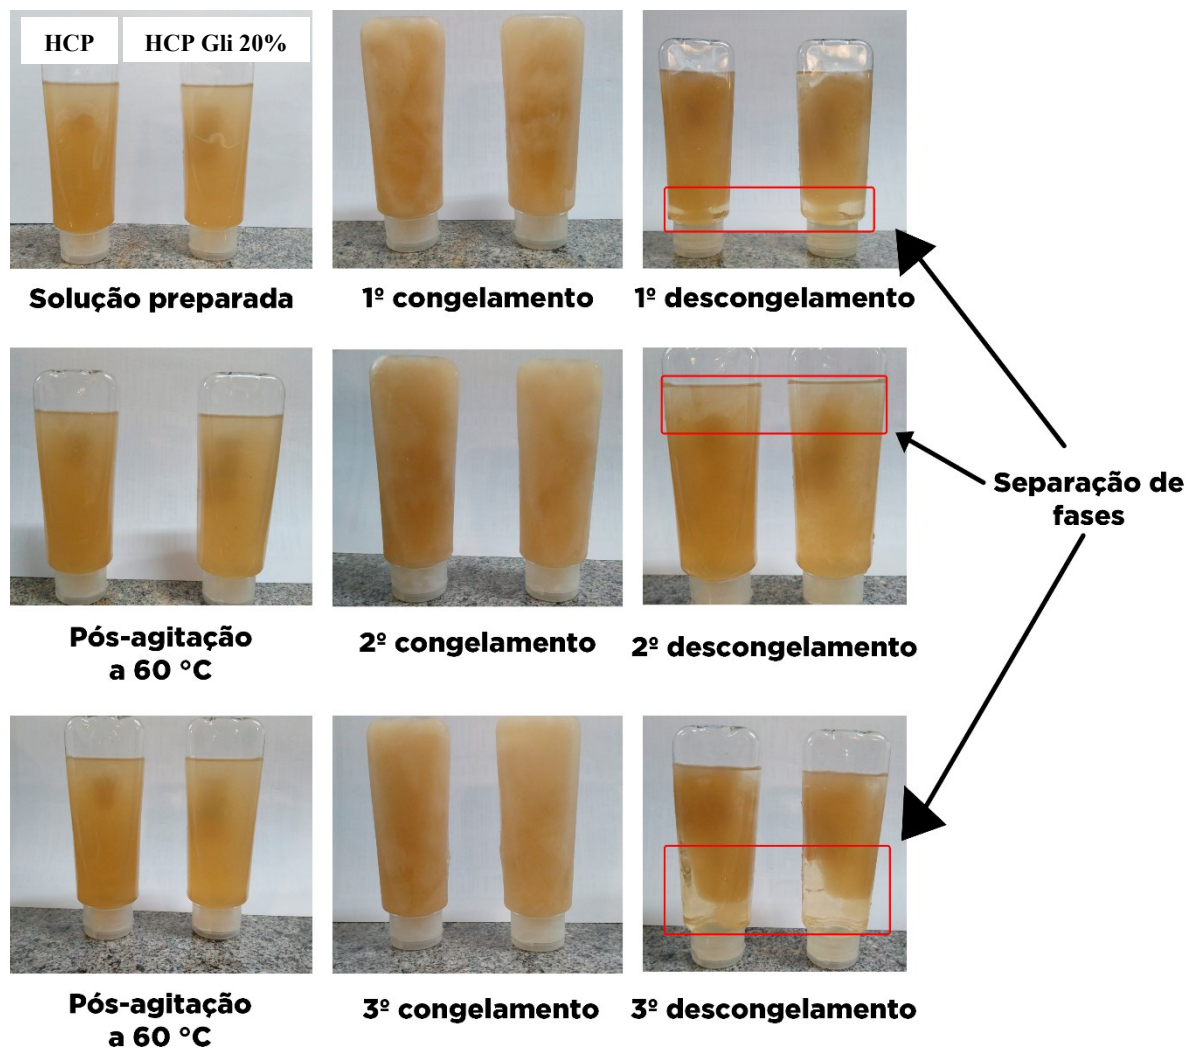 HCP
HCP Gli 20%
Solução preparada
1º congelamento
1º descongelamento
Separação de
fases
Pós-agitação
a 60 °C
2º congelamento
2º descongelamento
Pós-agitação
a 60 °C
3º congelamento
3º descongelamento